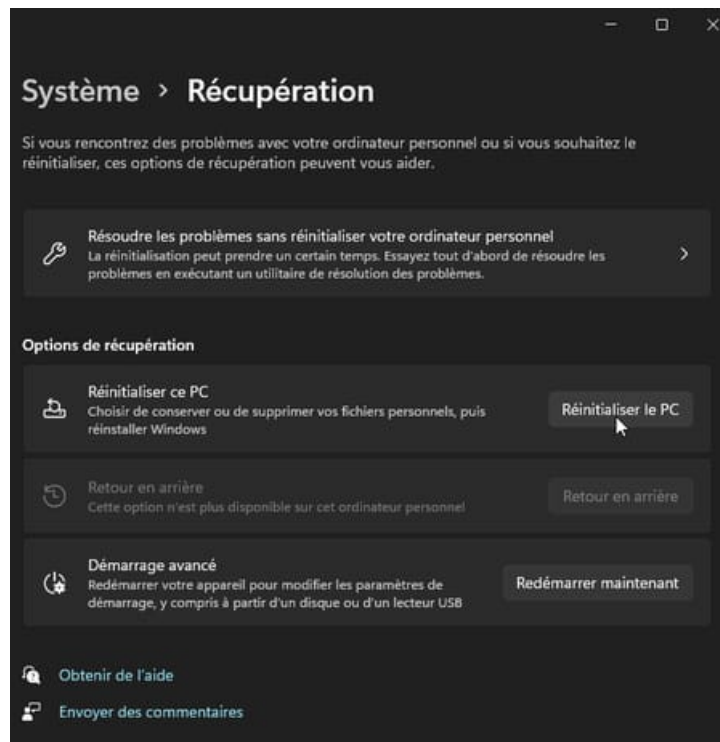 Système > Récupération
Si vous rencontrez des problèmes avec votre ordinateur personnel ou si vous souhaitez le
réinitialiser, ces options de récupération peuvent vous aider.
Résoudre les problèmes sans réinitialiser votre ordinateur personnel
La réinitialisation peut prendre un certain temps. Essayez tout d'abord de résoudre les
problèmes en exécutant un utilitaire de résolution des problèmes.
Options de récupération
Réinitialiser ce PC
Choisir de conserver ou de supprimer vos fichiers personnels, puis
réinstaller Windows
Réinitialiser le PC
Retour en arrière
Cette option n'est plus disponible sur cet ordinateur personnel
Retour en arrière
Démarrage avancé
Redémarrer votre appareil pour modifier les paramètres de
démarrage, y compris à partir d'un disque ou d'un lecteur USB
Redémarrer maintenant
Obtenir de l'aide
Envoyer des commentaires